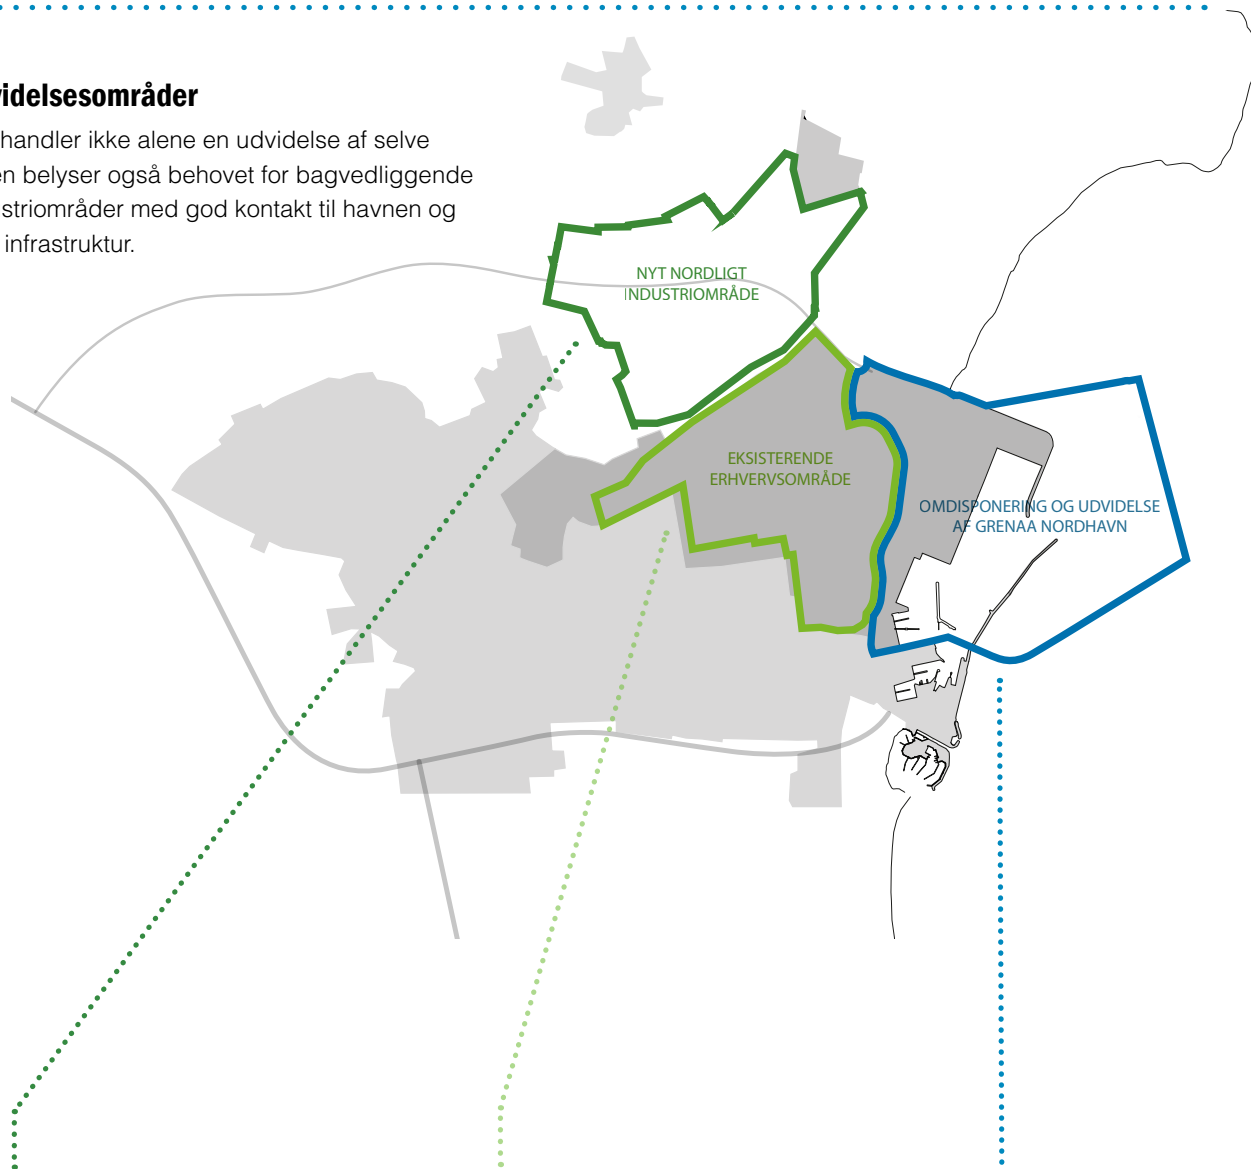 videlsesområder
handler ikke alene en udvidelse af selve
en belyser også behovet for bagvedliggende
striområder med god kontakt til havnen og
infrastruktur.
NYT NORDLIGT
INDUSTRIOMRÅDE
EKSISTERENDE
ERHVERVSOMRÅDE
OMDISPONERING OG UDVIDELSE
AF GRENAA NORDHAVN